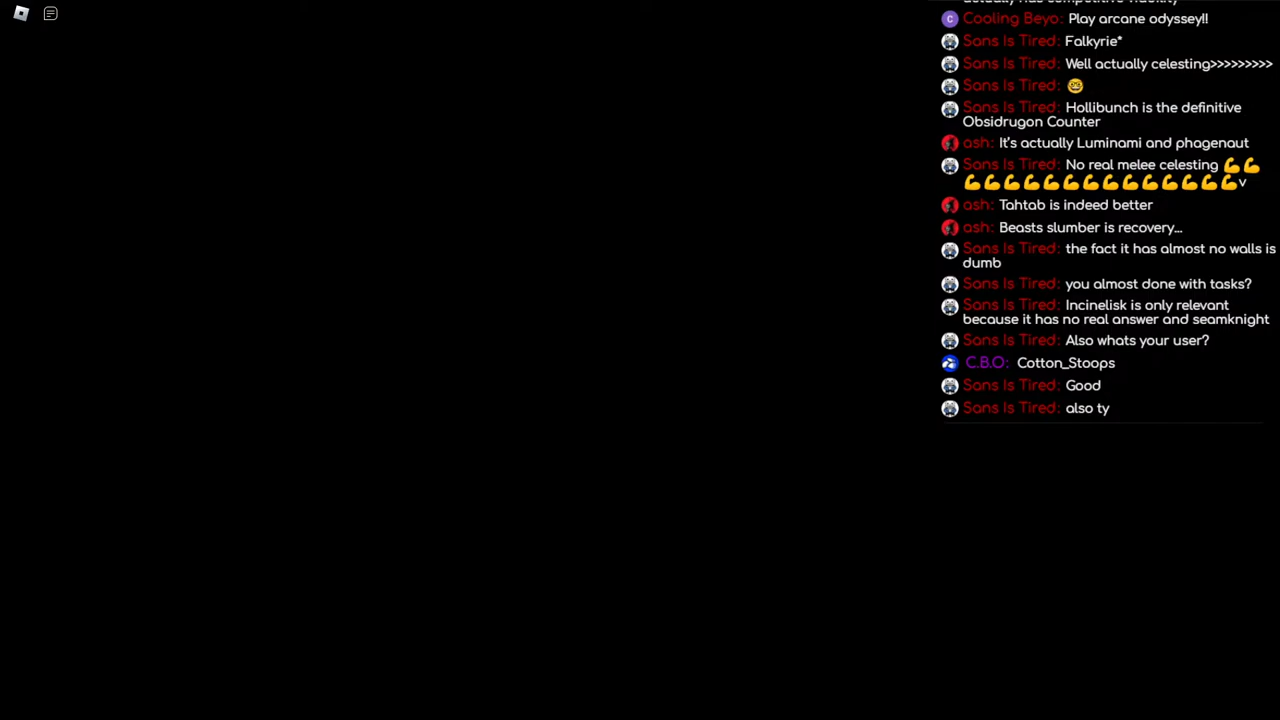 actually has competitive viability
C Cooling Beyo: Play arcane odyssey!!
Sans Is Tired: Falkyrie*
Sans Is Tired: Well actually celesting>>>>>>>>>
Sans Is Tired: 🤓
Sans Is Tired: Hollibunch is the definitive
Obsidrugon Counter
ash: It's actually Luminami and phagenaut
Sans Is Tired: No real melee celesting 💪💪
💪💪💪💪💪💪💪💪💪💪💪💪💪💪v
ash: Tahtab is indeed better
ash: Beasts slumber is recovery...
Sans Is Tired: the fact it has almost no walls is
dumb
Sans Is Tired: you almost done with tasks?
Sans Is Tired: Incinelisk is only relevant
because it has no real answer and seamknight
Sans Is Tired: Also whats your user?
C.B.O: Cotton_Stoops
Sans Is Tired: Good
Sans Is Tired: also ty